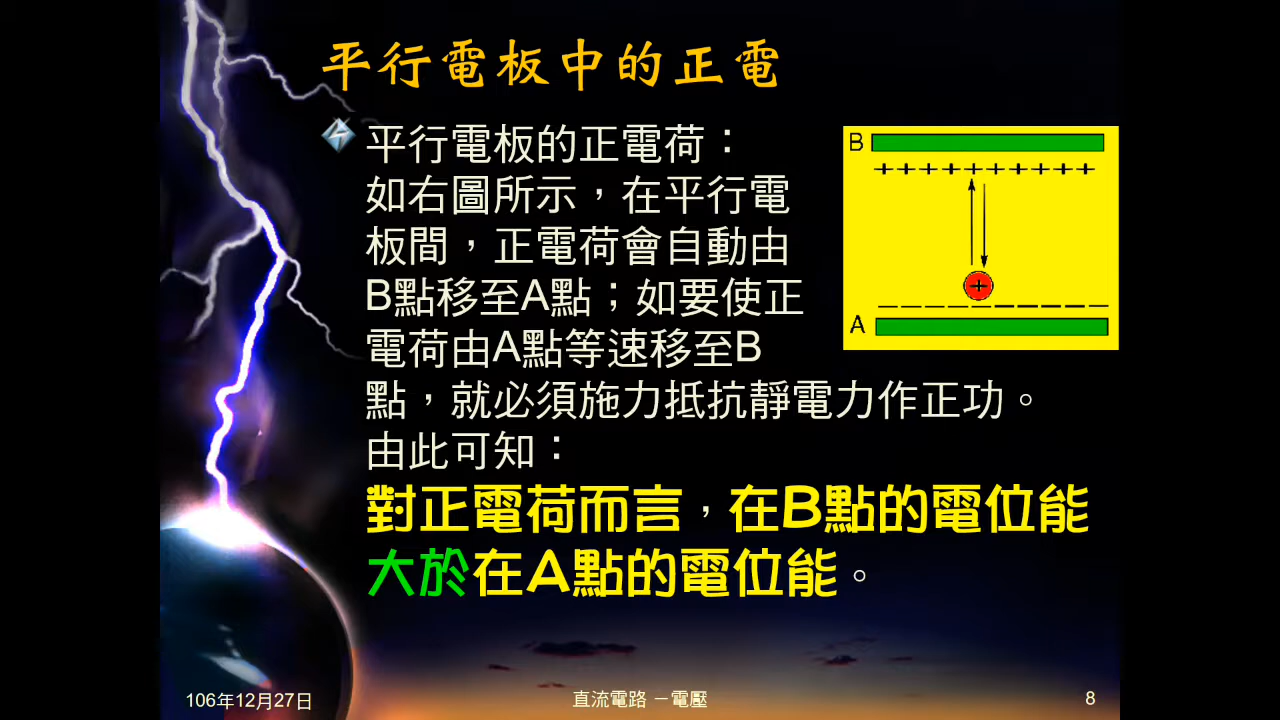 平行電板中的正電
平行電板的正電荷：
如右圖所示，在平行電
板間，正電荷會自動由
B點移至A點；如要使正
電荷由A點等速移至B
點，就必須施力抵抗靜電力作正功。
由此可知：
對正電荷而言，在B點的電位能
大於在A點的電位能。
B
+ + + + + + + + + +
+
A
106年12月27日
直流電路 －電壓
8